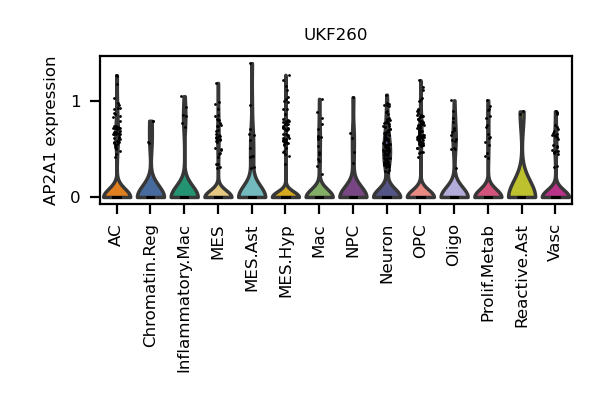 UKF260
AP2A1 expression
1
0
AC
Chromatin.Reg
Inflammatory.Mac
MES
MES.Ast
MES.Hyp
Mac
NPC
Neuron
OPC
Oligo
Prolif.Metab
Reactive.Ast
Vasc